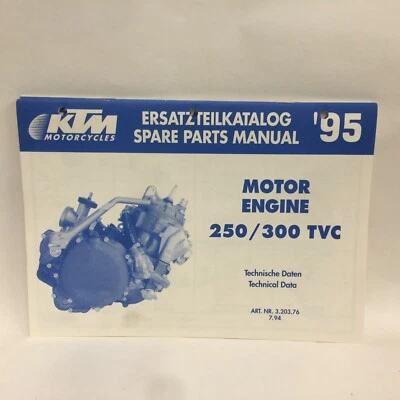 KTM
MOTORCYCLES
ERSATZTEILKATALOG
SPARE PARTS MANUAL
'95
MOTOR
ENGINE
250/300 TVC
Technische Daten
Technical Data
ART. NR. 3.203.76
7.94